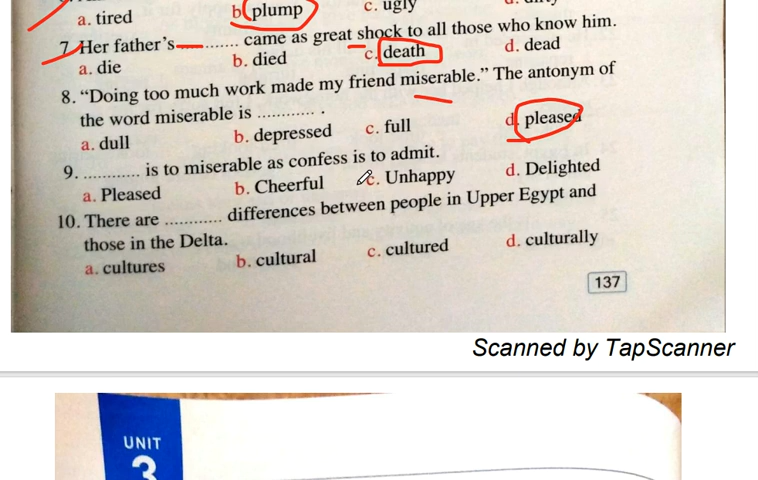 a. tired b. plump c. ugly
7. Her father's ............ came as great shock to all those who know him.
a. die b. died c. death d. dead
8. “Doing too much work made my friend miserable.” The antonym of
the word miserable is ............ .
a. dull b. depressed c. full d. pleased
9. ............ is to miserable as confess is to admit.
a. Pleased b. Cheerful c. Unhappy d. Delighted
10. There are ............ differences between people in Upper Egypt and
those in the Delta.
a. cultures b. cultural c. cultured d. culturally
137
Scanned by TapScanner
UNIT
3